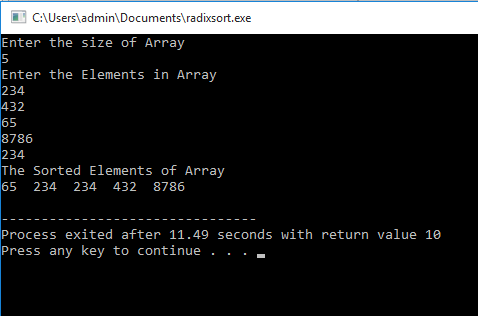 C:\Users\admin\Documents\radixsort.exe
Enter the size of Array
5
Enter the Elements in Array
234
432
65
8786
234
The Sorted Elements of Array
65  234  234  432  8786
--------------------------------
Process exited after 11.49 seconds with return value 10
Press any key to continue . . .